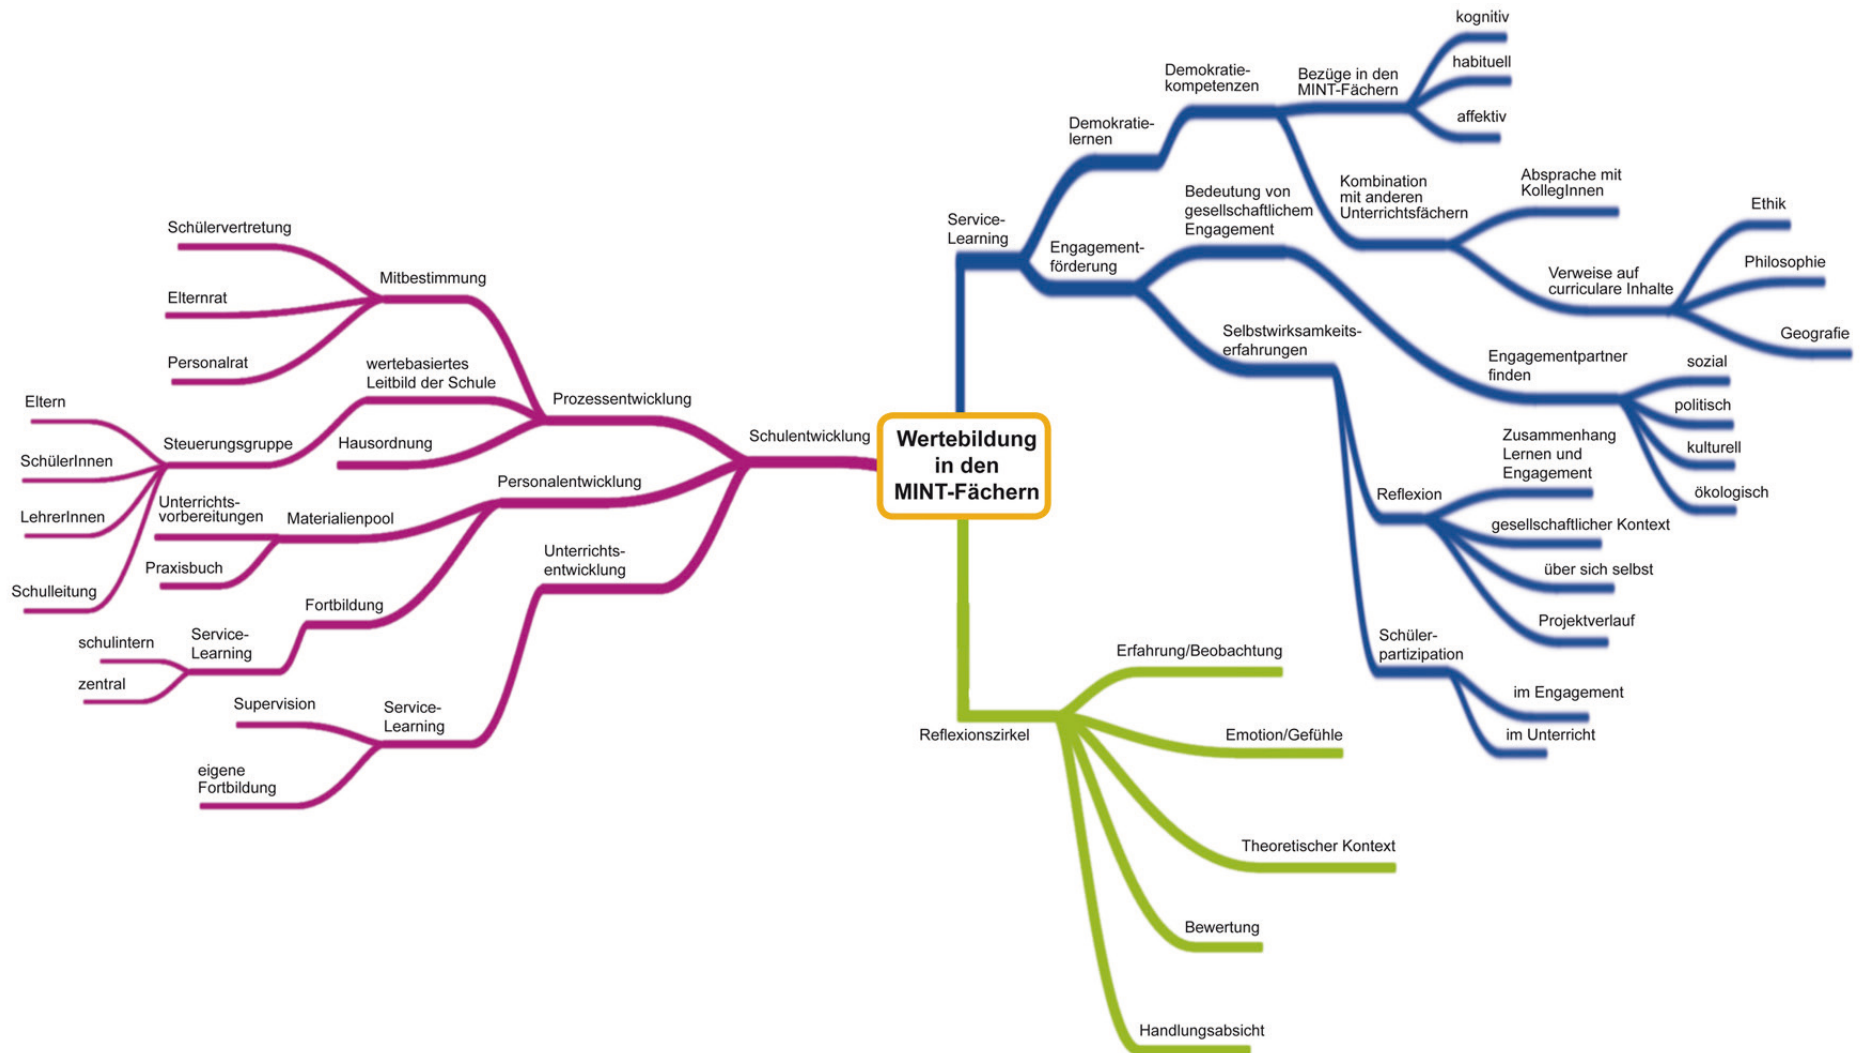 Wertebildung
in den
MINT-Fächern
Schulentwicklung
Prozessentwicklung
Mitbestimmung
Schülervertretung
Elternrat
Personalrat
wertebasiertes
Leitbild der Schule
Steuerungsgruppe
Eltern
SchülerInnen
LehrerInnen
Schulleitung
Hausordnung
Personalentwicklung
Materialienpool
Unterrichts-
vorbereitungen
Praxisbuch
Fortbildung
Service-
Learning
schulintern
zentral
Unterrichts-
entwicklung
Service-
Learning
Supervision
eigene
Fortbildung
Service-
Learning
Demokratie-
lernen
Demokratie-
kompetenzen
Bezüge in den
MINT-Fächern
kognitiv
habituell
affektiv
Kombination
mit anderen
Unterrichtsfächern
Absprache mit
KollegInnen
Verweise auf
curriculare Inhalte
Ethik
Philosophie
Geografie
Engagement-
förderung
Bedeutung von
gesellschaftlichem
Engagement
Engagementpartner
finden
sozial
politisch
kulturell
ökologisch
Selbstwirksamkeits-
erfahrungen
Reflexion
Zusammenhang
Lernen und
Engagement
gesellschaftlicher Kontext
über sich selbst
Projektverlauf
Schüler-
partizipation
im Engagement
im Unterricht
Reflexionszirkel
Erfahrung/Beobachtung
Emotion/Gefühle
Theoretischer Kontext
Bewertung
Handlungsabsicht